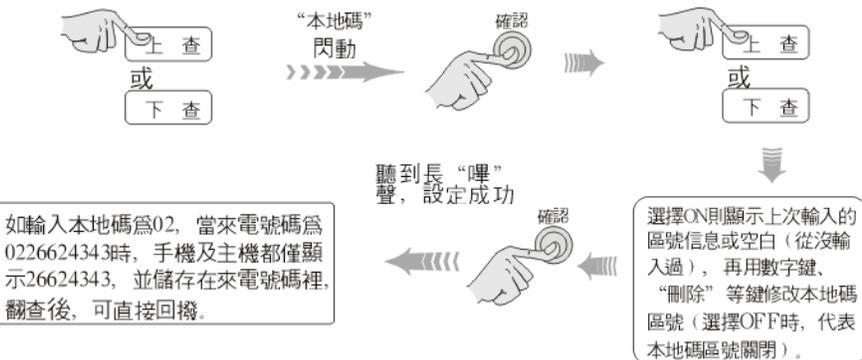 上 查
或
下 查
“本地碼”
閃動
確認
上 查
或
下 查
選擇ON則顯示上次輸入的
區號信息或空白（從沒輸
入過），再用數字鍵、
“刪除”等鍵修改本地碼
區號（選擇OFF時，代表
本地碼區號關閉）。
確認
聽到長“嗶”
聲，設定成功
如輸入本地碼爲02，當來電號碼爲
0226624343時，手機及主機都僅顯
示26624343，並儲存在來電號碼裡，
翻查後，可直接回撥。